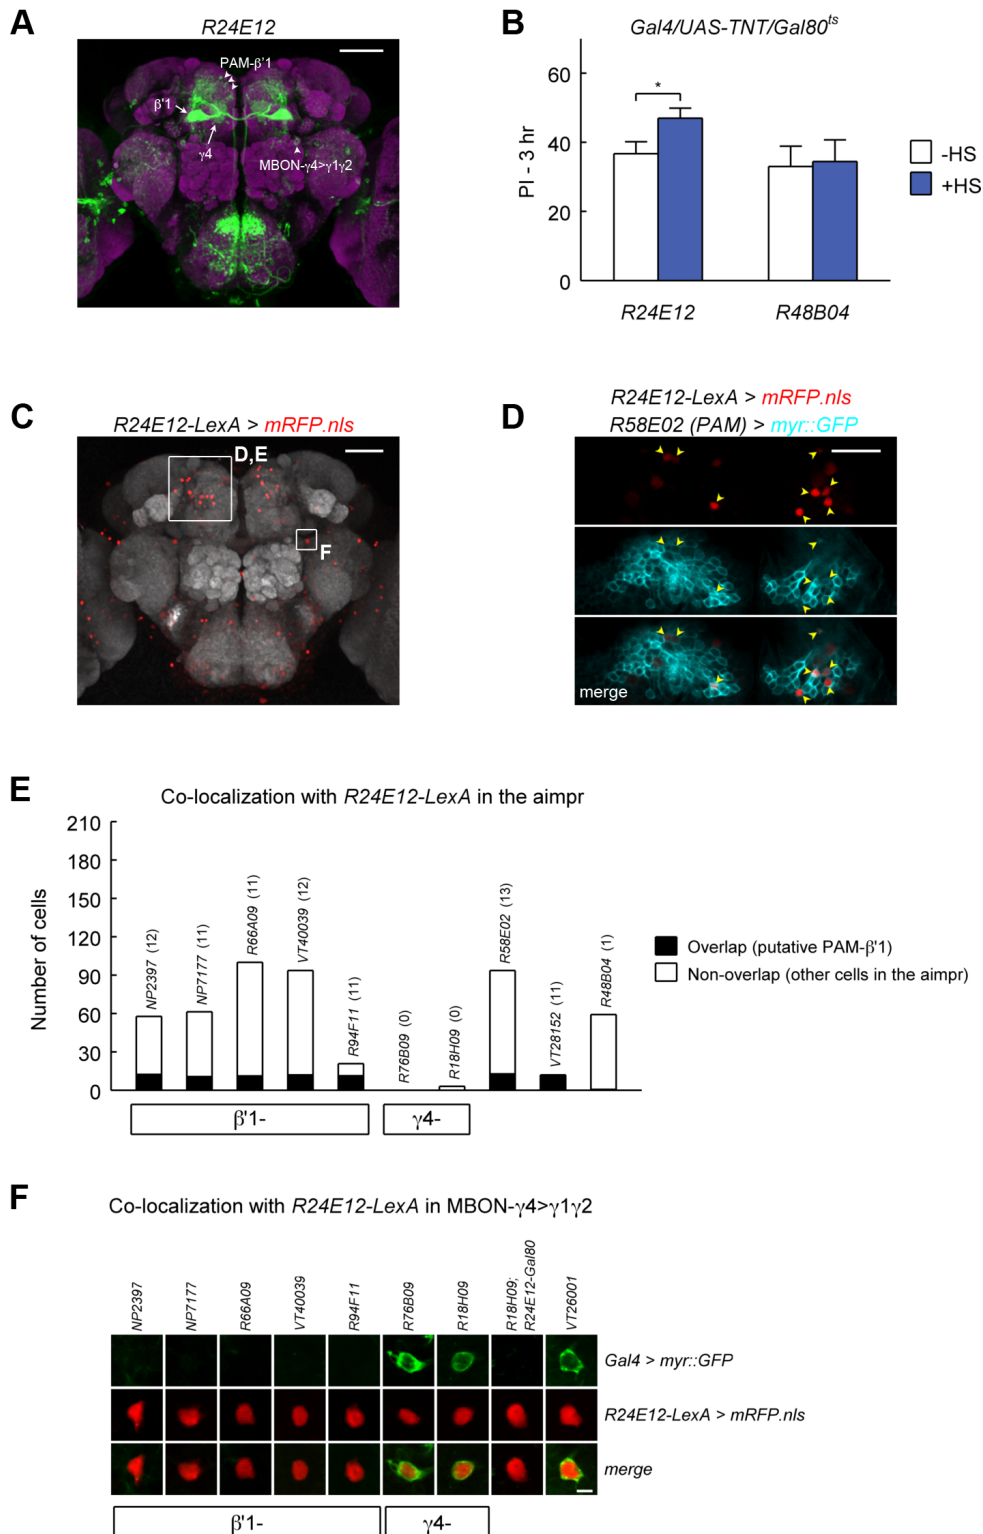 A
R24E12
PAM-β'1
β'1
γ4
MBON-γ4>γ1γ2
B
Gal4/UAS-TNT/Gal80ts
PI - 3 hr
60
40
20
0
*
R24E12
R48B04
-HS
+HS
C
R24E12-LexA > mRFP.nls
D,E
F
D
R24E12-LexA > mRFP.nls
R58E02 (PAM) > myr::GFP
merge
E
Co-localization with R24E12-LexA in the aimpr
Number of cells
210
180
150
120
90
60
30
0
NP2397 (12)
NP7177 (11)
R66A09 (11)
VT40039 (12)
R94F11 (11)
R76B09 (0)
R18H09 (0)
R58E02 (13)
VT28152 (11)
R48B04 (1)
β'1-
γ4-
Overlap (putative PAM-β'1)
Non-overlap (other cells in the aimpr)
F
Co-localization with R24E12-LexA in MBON-γ4>γ1γ2
NP2397
NP7177
R66A09
VT40039
R94F11
R76B09
R18H09
R18H09;
R24E12-Gal80
VT26001
Gal4 > myr::GFP
R24E12-LexA > mRFP.nls
merge
β'1-
γ4-